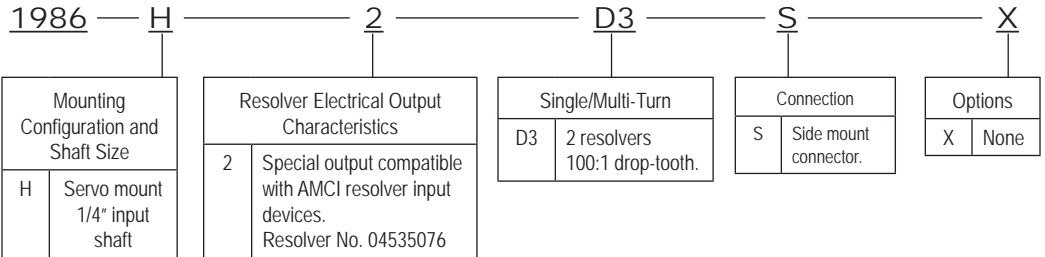 1986 H 2 D3 S X
Mounting
Configuration and
Shaft Size
H Servo mount
1/4″ input
shaft
Resolver Electrical Output
Characteristics
2 Special output compatible
with AMCI resolver input
devices.
Resolver No. 04535076
Single/Multi-Turn
D3 2 resolvers
100:1 drop-tooth.
Connection
S Side mount
connector.
Options
X None